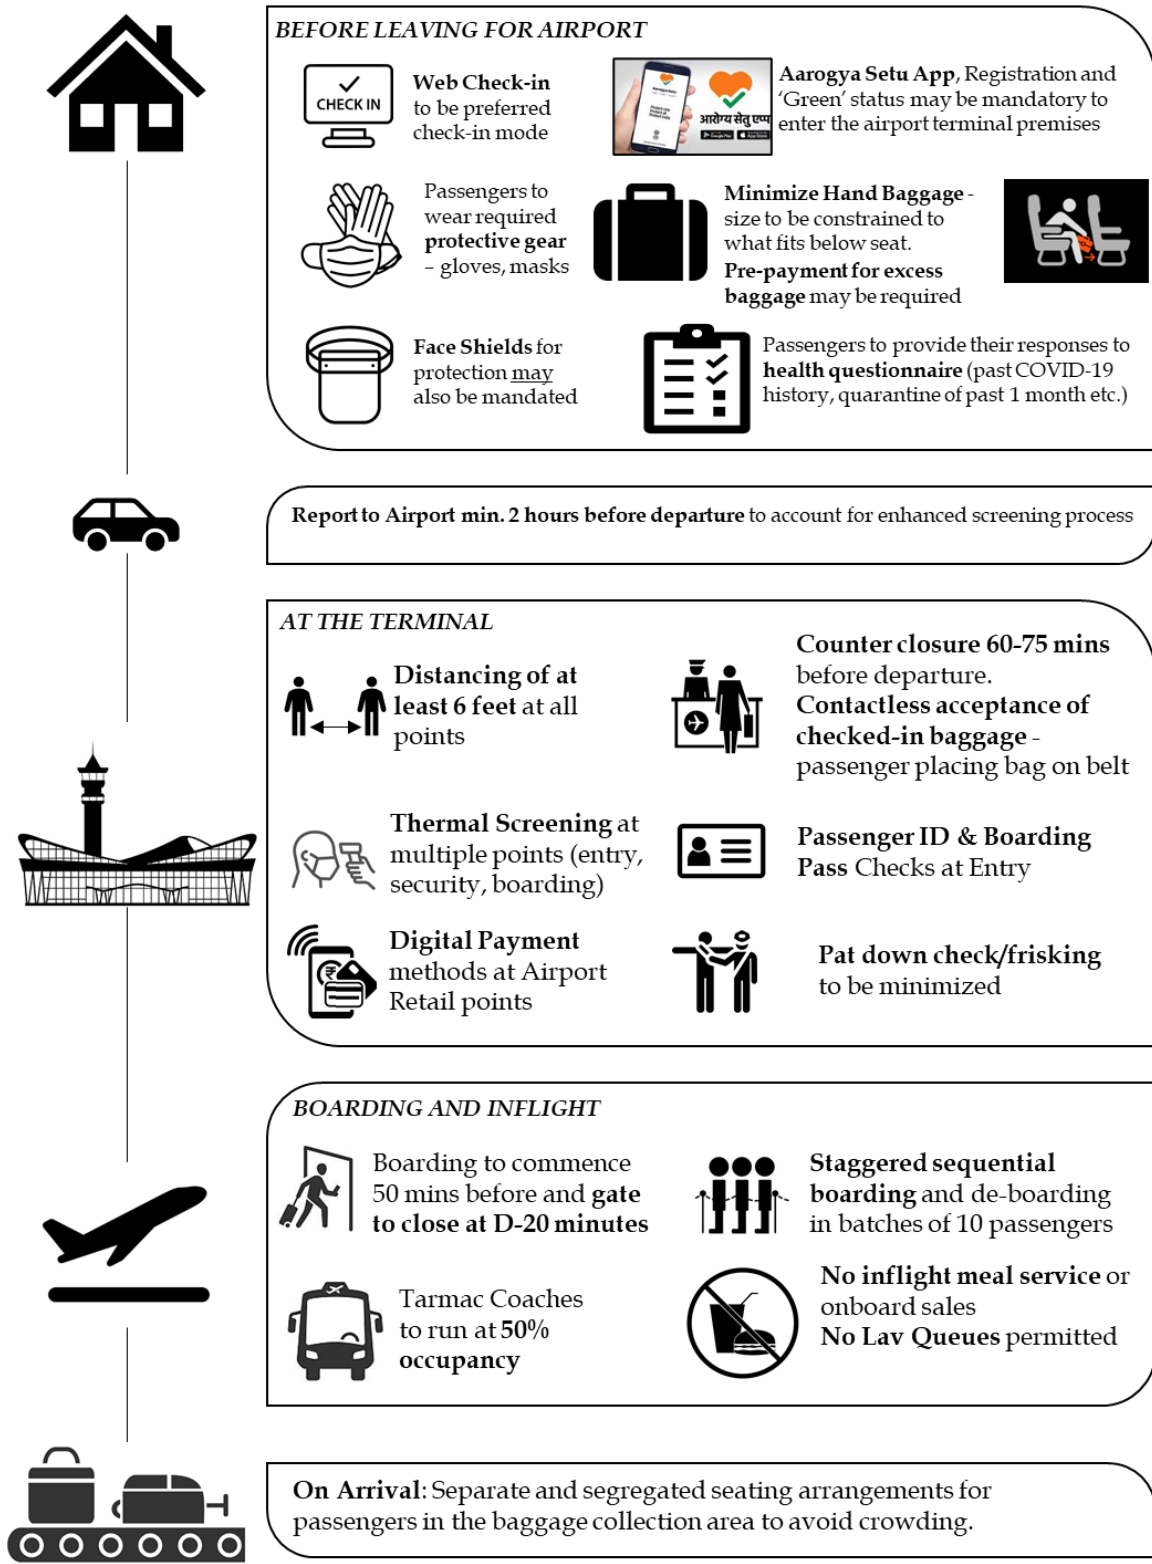 BEFORE LEAVING FOR AIRPORT
CHECK IN
Web Check-in
to be preferred
check-in mode
आरोग्य सेतु एप्प
Aarogya Setu App, Registration and
'Green' status may be mandatory to
enter the airport terminal premises
Passengers to
wear required
protective gear
– gloves, masks
Minimize Hand Baggage -
size to be constrained to
what fits below seat.
Pre-payment for excess
baggage may be required
Face Shields for
protection may
also be mandated
Passengers to provide their responses to
health questionnaire (past COVID-19
history, quarantine of past 1 month etc.)
Report to Airport min. 2 hours before departure to account for enhanced screening process
AT THE TERMINAL
Distancing of at
least 6 feet at all
points
Counter closure 60-75 mins
before departure.
Contactless acceptance of
checked-in baggage -
passenger placing bag on belt
Thermal Screening at
multiple points (entry,
security, boarding)
Passenger ID & Boarding
Pass Checks at Entry
₹
Digital Payment
methods at Airport
Retail points
Pat down check/frisking
to be minimized
BOARDING AND INFLIGHT
Boarding to commence
50 mins before and gate
to close at D-20 minutes
Staggered sequential
boarding and de-boarding
in batches of 10 passengers
Tarmac Coaches
to run at 50%
occupancy
No inflight meal service or
onboard sales
No Lav Queues permitted
On Arrival: Separate and segregated seating arrangements for
passengers in the baggage collection area to avoid crowding.